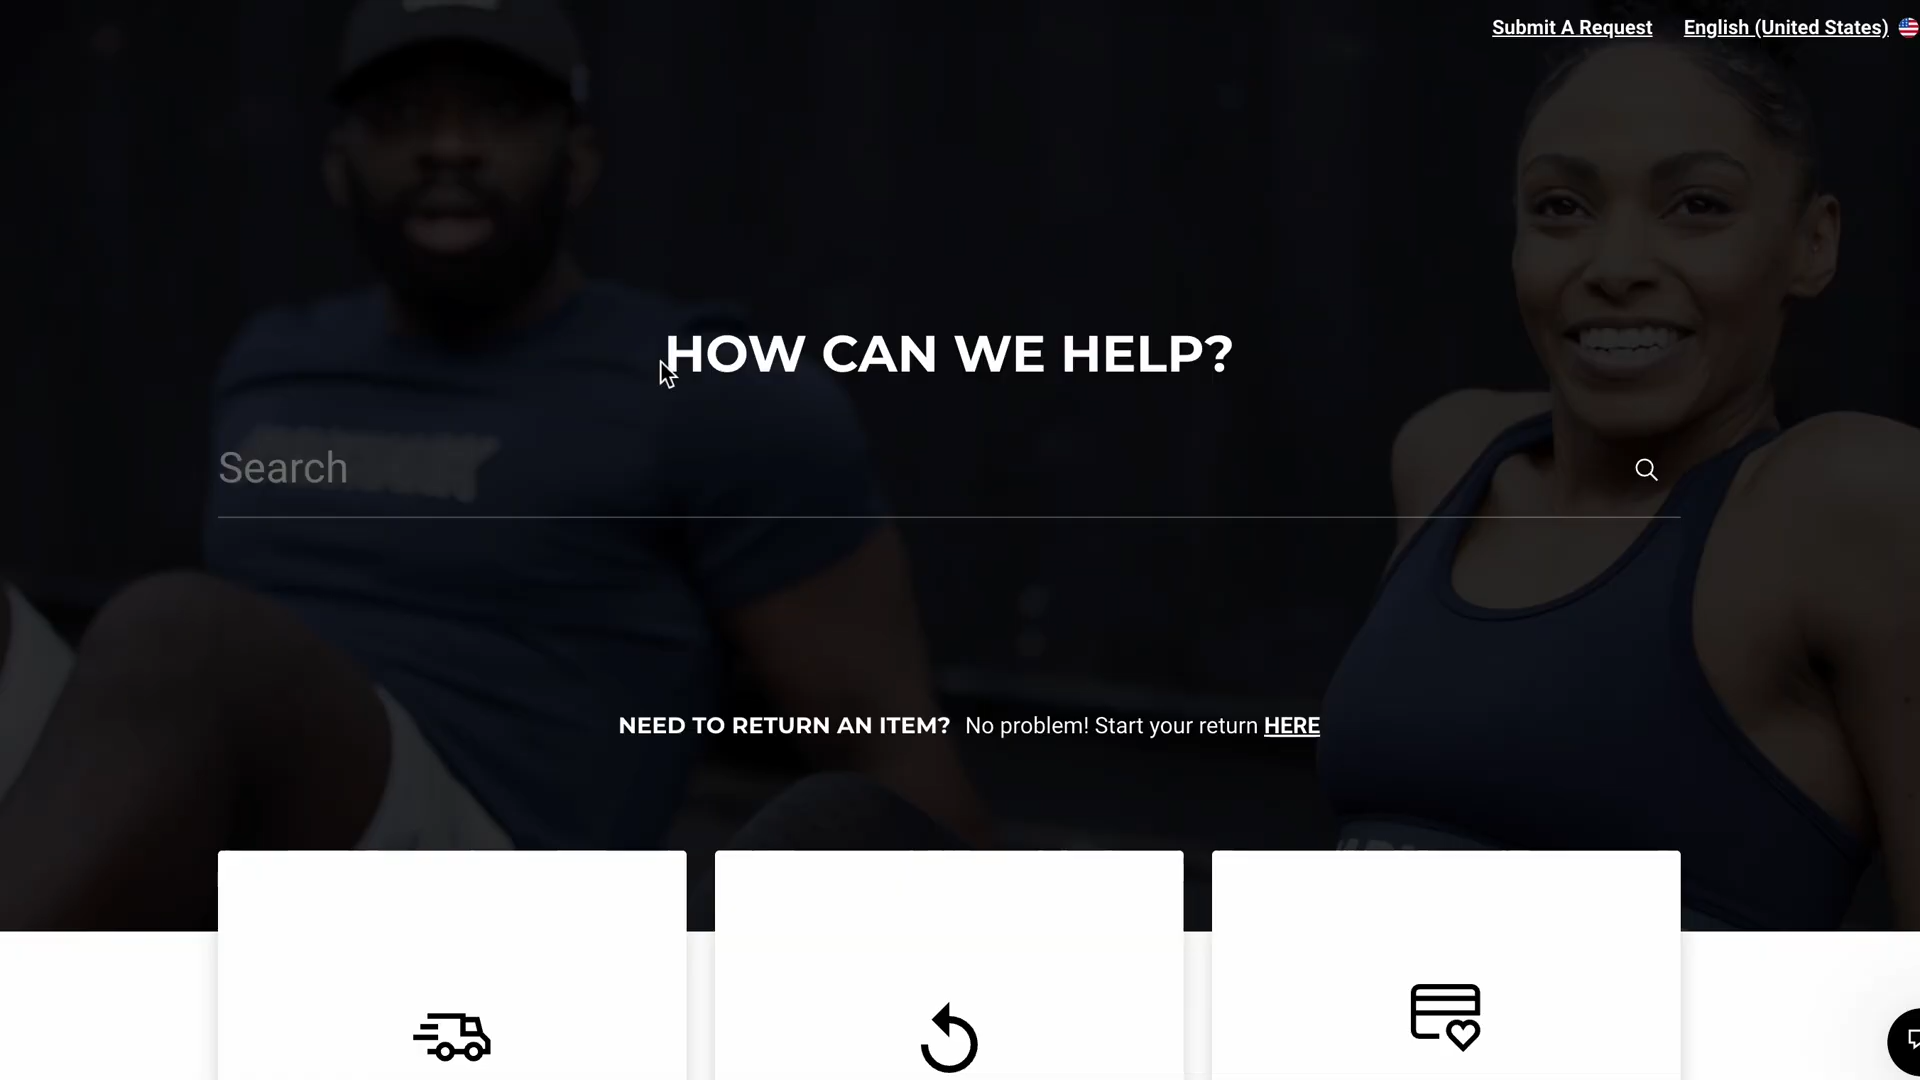 Submit A Request English (United States)
HOW CAN WE HELP?
Search
NEED TO RETURN AN ITEM? No problem! Start your return HERE